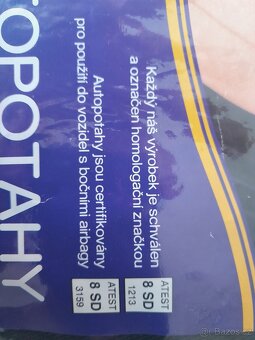 Každý náš výrobek je schválen
a označen homologační značkou
ATEST
8 SD
1213
Autopotahy jsou certifikovány
pro použití do vozidel s bočními airbagy
ATEST
8 SD
3159
TOPOTAHY